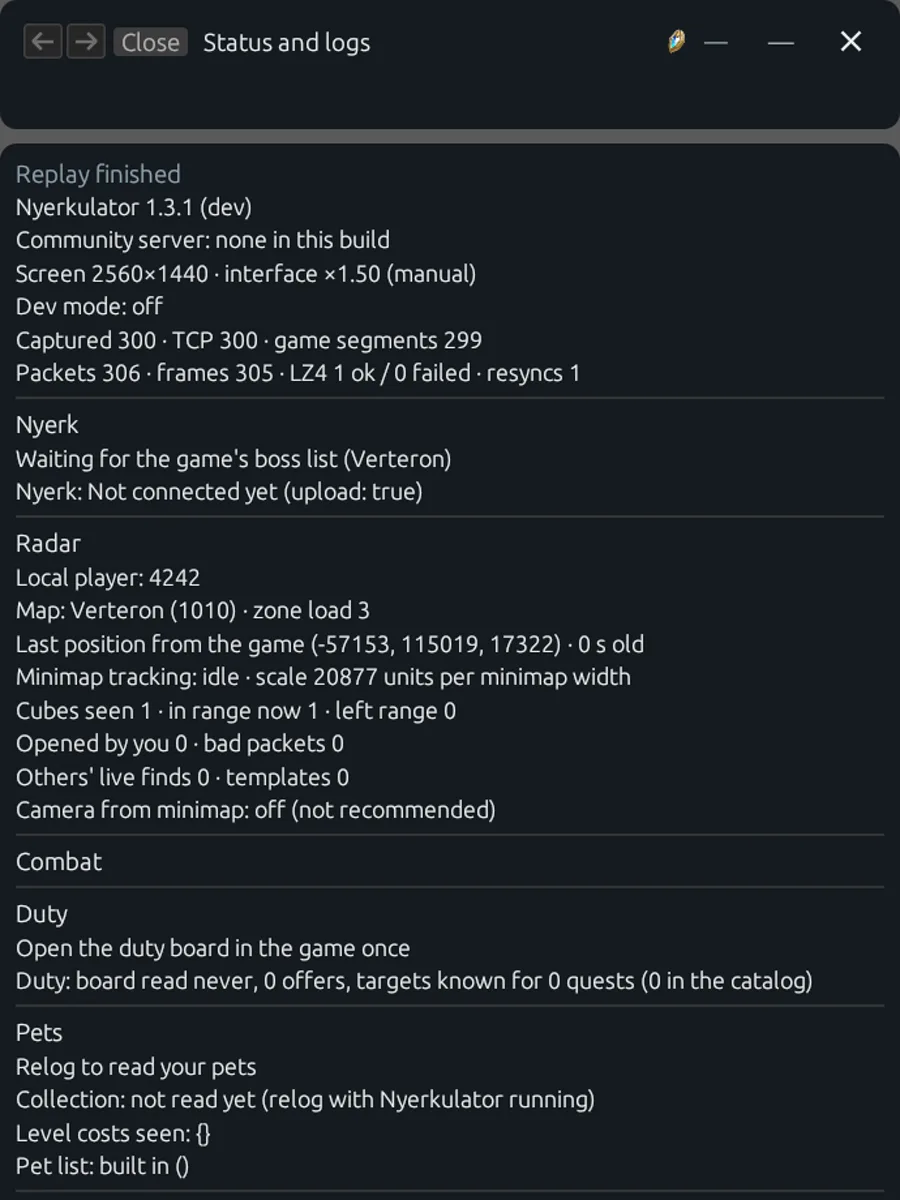 ← → Close Status and logs — — ×
Replay finished
Nyerkulator 1.3.1 (dev)
Community server: none in this build
Screen 2560×1440 · interface ×1.50 (manual)
Dev mode: off
Captured 300 · TCP 300 · game segments 299
Packets 306 · frames 305 · LZ4 1 ok / 0 failed · resyncs 1
Nyerk
Waiting for the game's boss list (Verteron)
Nyerk: Not connected yet (upload: true)
Radar
Local player: 4242
Map: Verteron (1010) · zone load 3
Last position from the game (-57153, 115019, 17322) · 0 s old
Minimap tracking: idle · scale 20877 units per minimap width
Cubes seen 1 · in range now 1 · left range 0
Opened by you 0 · bad packets 0
Others' live finds 0 · templates 0
Camera from minimap: off (not recommended)
Combat
Duty
Open the duty board in the game once
Duty: board read never, 0 offers, targets known for 0 quests (0 in the catalog)
Pets
Relog to read your pets
Collection: not read yet (relog with Nyerkulator running)
Level costs seen: {}
Pet list: built in ()